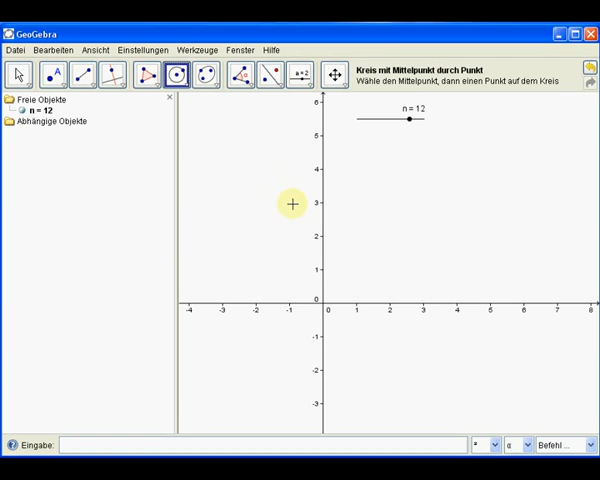 GeoGebra
Datei Bearbeiten Ansicht Einstellungen Werkzeuge Fenster Hilfe
A
α
a = 2
Kreis mit Mittelpunkt durch Punkt
Wähle den Mittelpunkt, dann einen Punkt auf dem Kreis
Freie Objekte
n = 12
Abhängige Objekte
n = 12
6
5
4
3
2
1
0
-4 -3 -2 -1 0 1 2 3 4 5 6 7 8
-1
-2
-3
Eingabe:
² α Befehl ...